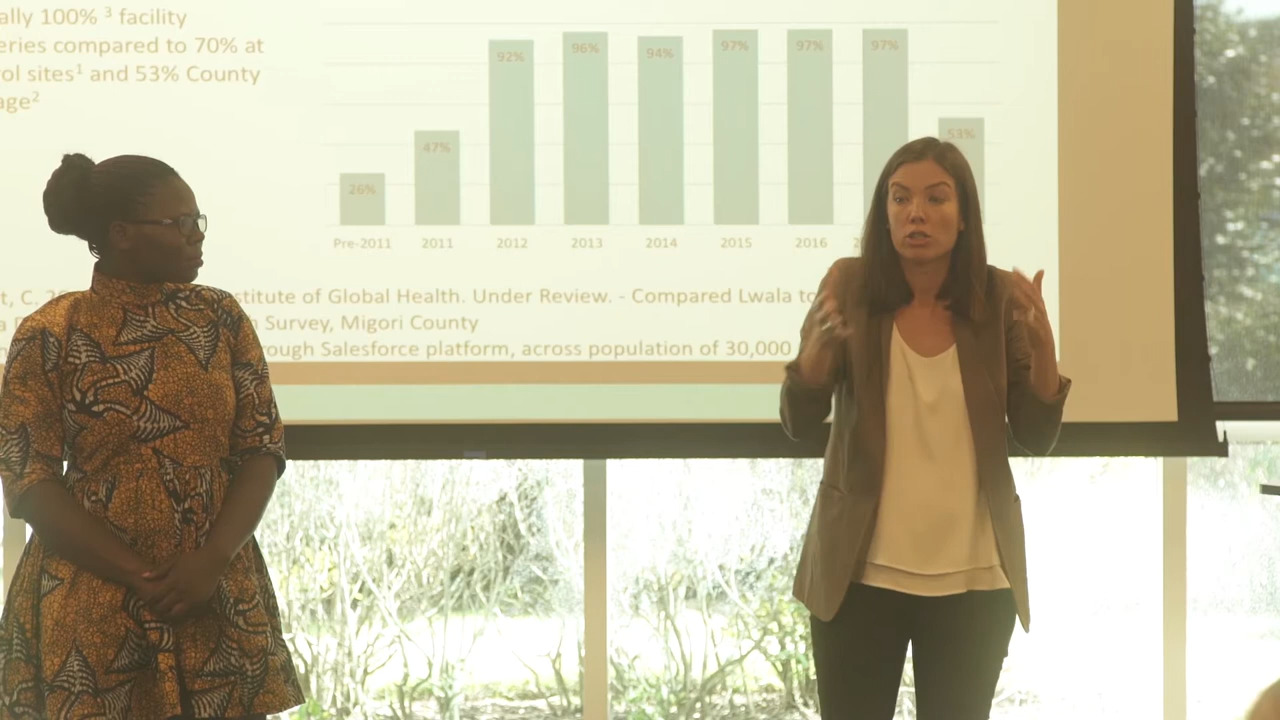 ally 100% ³ facility
eries compared to 70% at
rol sites¹ and 53% County
age²
26%
47%
92%
96%
94%
97%
97%
97%
53%
Pre-2011
2011
2012
2013
2014
2015
2016
t, C. stitute of Global Health. Under Review. - Compared Lwala to
Survey, Migori County
rough Salesforce platform, across population of 30,000